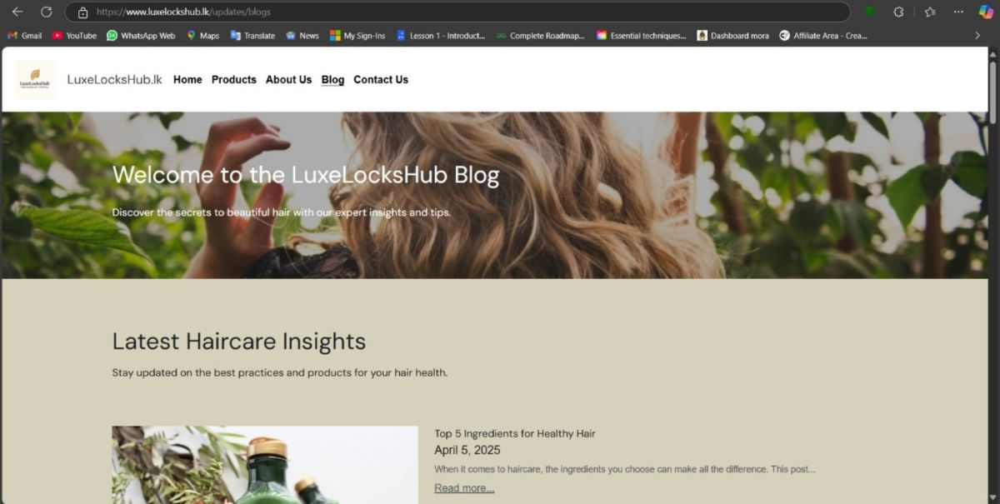 https://www.luxelockshub.lk/updates/blogs
Gmail YouTube WhatsApp Web Maps Translate News My Sign-Ins Lesson 1 - Introduct... Complete Roadmap... Essential techniques... Dashboard mora Affiliate Area - Crea...
LuxeLocksHub
LuxeLocksHub.lk Home Products About Us Blog Contact Us
Welcome to the LuxeLocksHub Blog
Discover the secrets to beautiful hair with our expert insights and tips.
Latest Haircare Insights
Stay updated on the best practices and products for your hair health.
Top 5 Ingredients for Healthy Hair
April 5, 2025
When it comes to haircare, the ingredients you choose can make all the difference. This post...
Read more...